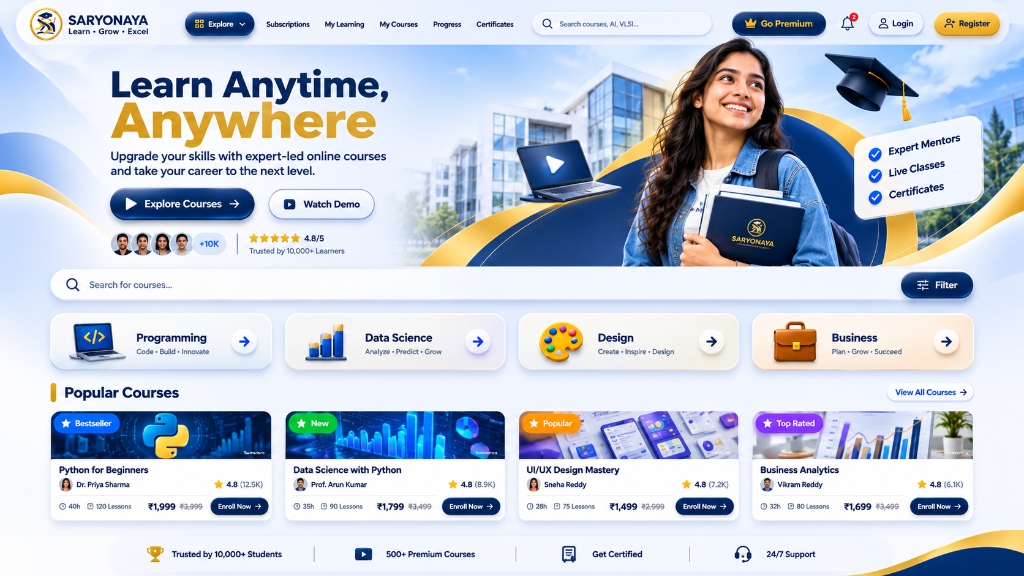 SARYONAYA
Learn • Grow • Excel
Explore
Subscriptions
My Learning
My Courses
Progress
Certificates
Search courses, AI, VLSI...
Go Premium
2
Login
Register
Learn Anytime,
Anywhere
Upgrade your skills with expert-led online courses
and take your career to the next level.
Explore Courses
Watch Demo
+10K
4.8/5
Trusted by 10,000+ Learners
Expert Mentors
Live Classes
Certificates
SARYONAYA
Search for courses...
Filter
Programming
Code • Build • Innovate
Data Science
Analyze • Predict • Grow
Design
Create • Inspire • Design
Business
Plan • Grow • Succeed
Popular Courses
View All Courses
Bestseller
New
Popular
Top Rated
Python for Beginners
Dr. Priya Sharma
4.8 (12.5K)
40h
120 Lessons
₹1,999 ₹3,999
Enroll Now
Data Science with Python
Prof. Arun Kumar
4.8 (8.9K)
35h
90 Lessons
₹1,799 ₹3,499
Enroll Now
UI/UX Design Mastery
Sneha Reddy
4.8 (7.2K)
28h
75 Lessons
₹1,499 ₹2,999
Enroll Now
Business Analytics
Vikram Reddy
4.8 (6.1K)
32h
80 Lessons
₹1,699 ₹3,499
Enroll Now
Trusted by 10,000+ Students
500+ Premium Courses
Get Certified
24/7 Support